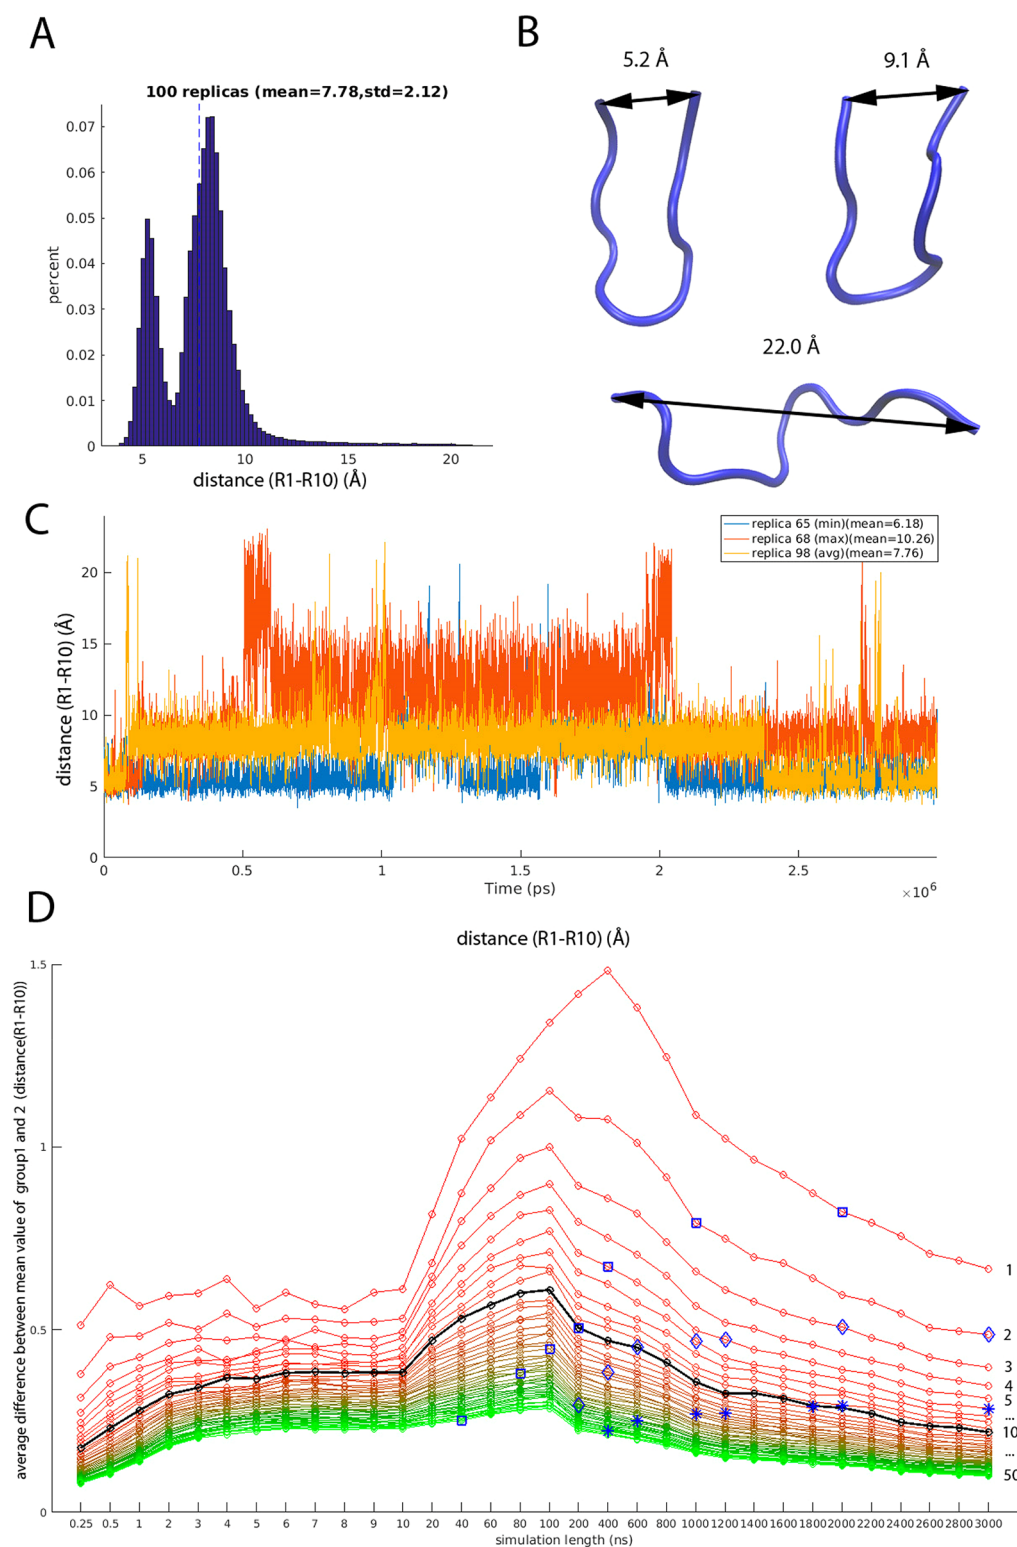 A
100 replicas (mean=7.78,std=2.12)
0.07
0.06
0.05
0.04
0.03
0.02
0.01
0
percent
5 10 15 20
distance (R1-R10) (Å)
B
5.2 Å
9.1 Å
22.0 Å
C
replica 65 (min)(mean=6.18)
replica 68 (max)(mean=10.26)
replica 98 (avg)(mean=7.76)
20
15
10
5
0
distance (R1-R10) (Å)
0 0.5 1 1.5 2 2.5
Time (ps)
×10⁶
D
distance (R1-R10) (Å)
1.5
1
0.5
0
average difference between mean value of group1 and 2 (distance(R1-R10))
1
2
3
4
5
...
10
...
50
0.25 0.5 1 2 3 4 5 6 7 8 9 10 20 40 60 80 100 200 400 600 800 1000 1200 1400 1600 1800 2000 2200 2400 2600 2800 3000
simulation length (ns)